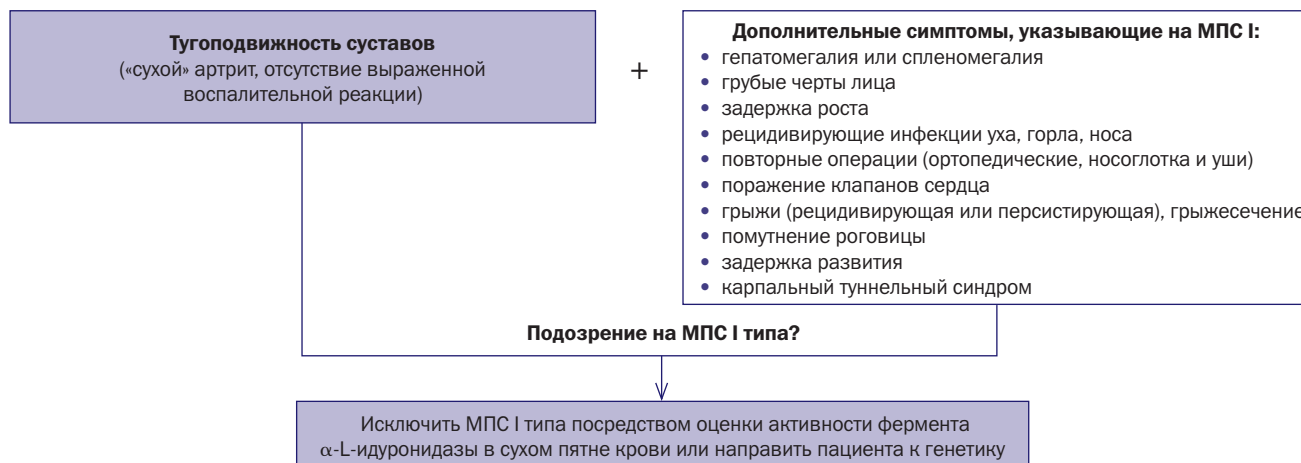 Тугоподвижность суставов
(«сухой» артрит, отсутствие выраженной
воспалительной реакции)
+
Дополнительные симптомы, указывающие на МПС I:
• гепатомегалия или спленомегалия
• грубые черты лица
• задержка роста
• рецидивирующие инфекции уха, горла, носа
• повторные операции (ортопедические, носоглотка и уши)
• поражение клапанов сердца
• грыжи (рецидивирующая или персистирующая), грыжесечение
• помутнение роговицы
• задержка развития
• карпальный туннельный синдром
Подозрение на МПС I типа?
Исключить МПС I типа посредством оценки активности фермента
α-L-идуронидазы в сухом пятне крови или направить пациента к генетику